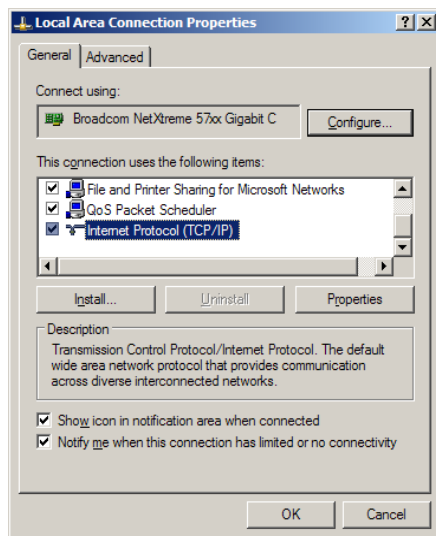 Local Area Connection Properties
General Advanced
Connect using:
Broadcom NetXtreme 57xx Gigabit C Configure...
This connection uses the following items:
File and Printer Sharing for Microsoft Networks
QoS Packet Scheduler
Internet Protocol (TCP/IP)
Install... Uninstall Properties
Description
Transmission Control Protocol/Internet Protocol. The default
wide area network protocol that provides communication
across diverse interconnected networks.
Show icon in notification area when connected
Notify me when this connection has limited or no connectivity
OK Cancel